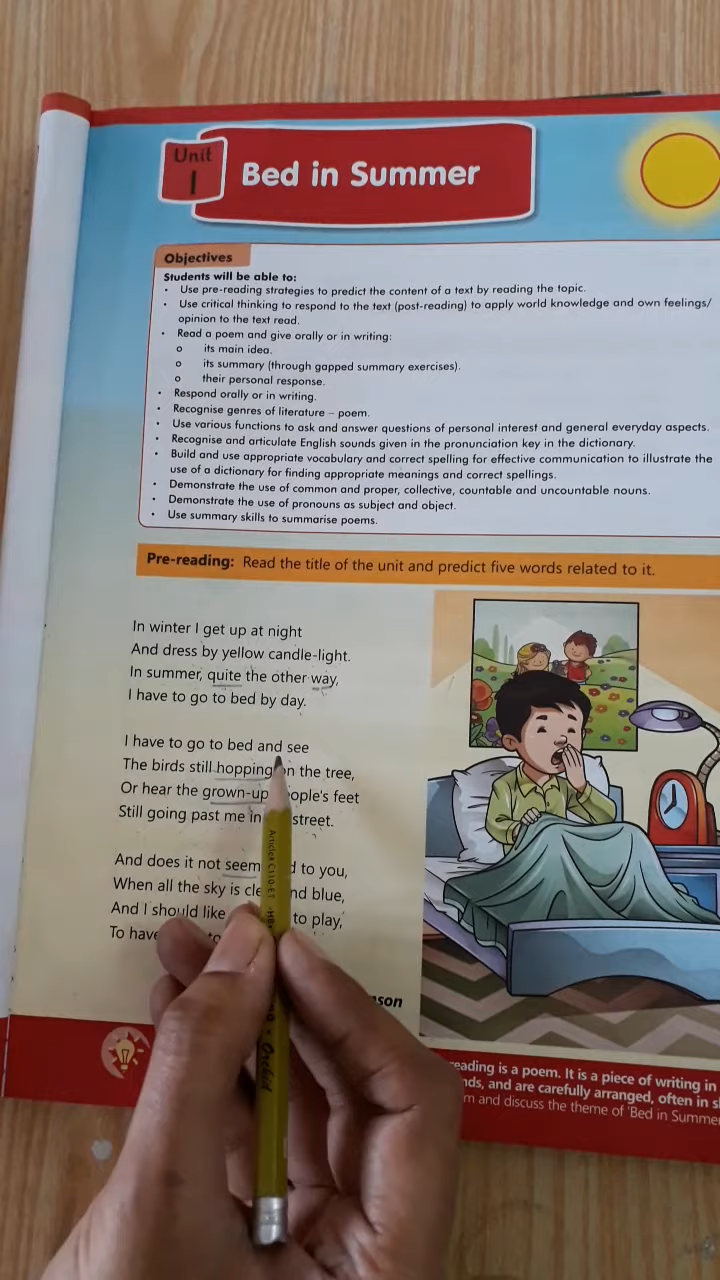 Unit
1
Bed in Summer
Objectives
Students will be able to:
• Use pre-reading strategies to predict the content of a text by reading the topic.
• Use critical thinking to respond to the text (post-reading) to apply world knowledge and own feelings/
opinion to the text read.
• Read a poem and give orally or in writing:
o its main idea.
o its summary (through gapped summary exercises).
o their personal response.
• Respond orally or in writing.
• Recognise genres of literature – poem.
• Use various functions to ask and answer questions of personal interest and general everyday aspects.
• Recognise and articulate English sounds given in the pronunciation key in the dictionary.
• Build and use appropriate vocabulary and correct spelling for effective communication to illustrate the
use of a dictionary for finding appropriate meanings and correct spellings.
• Demonstrate the use of common and proper, collective, countable and uncountable nouns.
• Demonstrate the use of pronouns as subject and object.
• Use summary skills to summarise poems.
Pre-reading: Read the title of the unit and predict five words related to it.
In winter I get up at night
And dress by yellow candle-light.
In summer, quite the other way,
I have to go to bed by day.
I have to go to bed and see
The birds still hopping on the tree,
Or hear the grown-up people's feet
Still going past me in street.
And does it not seem to you,
When all the sky is and blue,
And I should like to play,
To have
reading is a poem. It is a piece of writing in
and are carefully arranged, often in
and discuss the theme of 'Bed in Summer